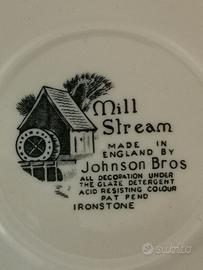 Mill
Stream
MADE IN
ENGLAND BY
Johnson Bros
ALL DECORATION UNDER
THE GLAZE DETERGENT
ACID RESISTING COLOUR
PAT PEND
IRONSTONE
subito